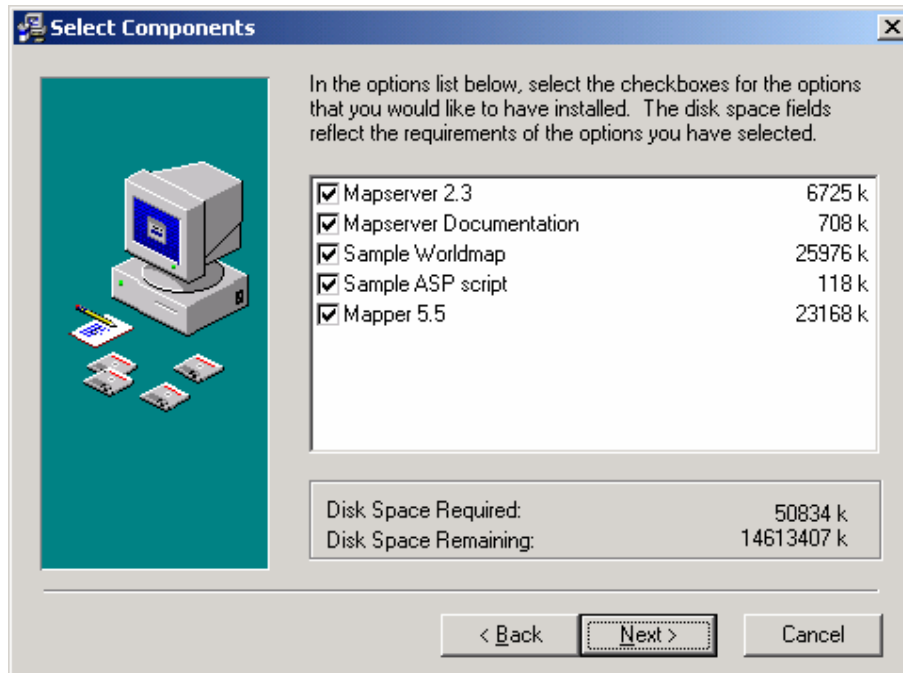 Select Components
In the options list below, select the checkboxes for the options
that you would like to have installed. The disk space fields
reflect the requirements of the options you have selected.
Mapserver 2.3 6725 k
Mapserver Documentation 708 k
Sample Worldmap 25976 k
Sample ASP script 118 k
Mapper 5.5 23168 k
Disk Space Required: 50834 k
Disk Space Remaining: 14613407 k
< Back Next > Cancel